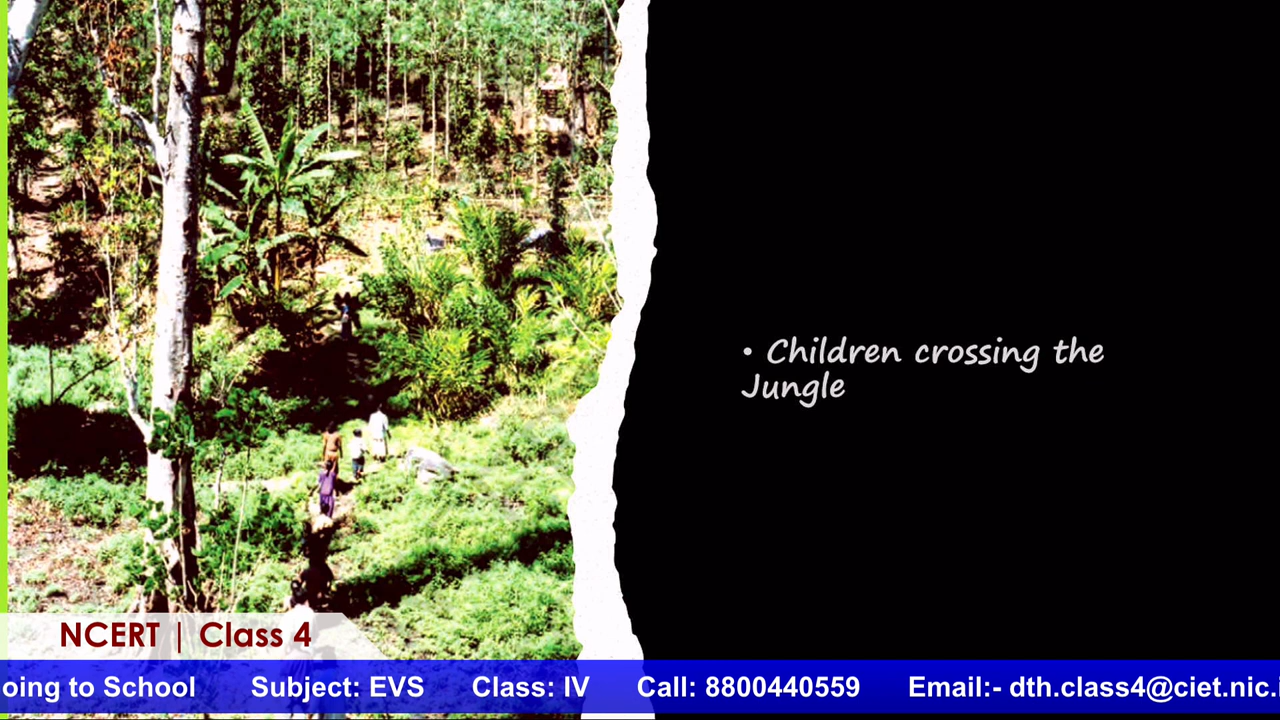 • Children crossing the
Jungle
NCERT | Class 4
oing to School Subject: EVS Class: IV Call: 8800440559 Email:- dth.class4@ciet.nic.